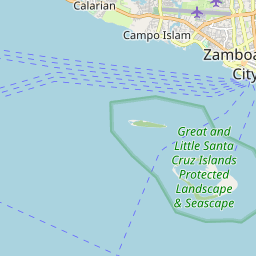 Calarian
Campo Islam
Zamboa
City
Great and
Little Santa
Cruz Islands
Protected
Landscape
& Seascape